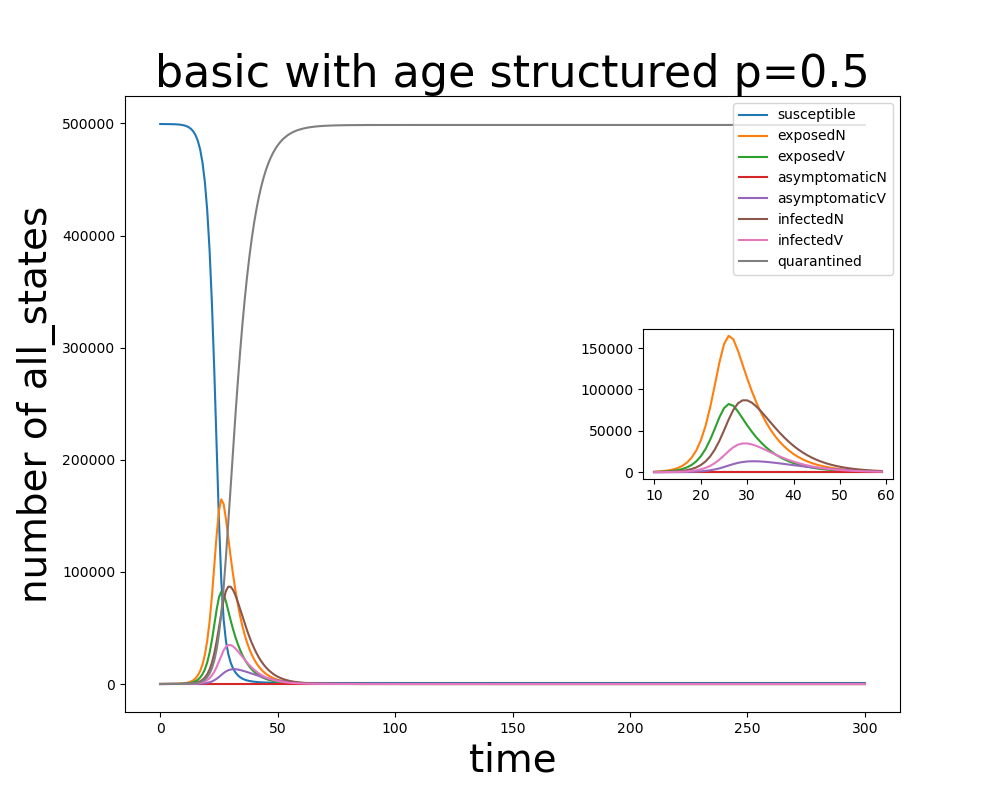 basic with age structured p=0.5
number of all_states
500000
400000
300000
200000
100000
0
susceptible
exposedN
exposedV
asymptomaticN
asymptomaticV
infectedN
infectedV
quarantined
150000
100000
50000
0
10 20 30 40 50 60
0 50 100 150 200 250 300
time